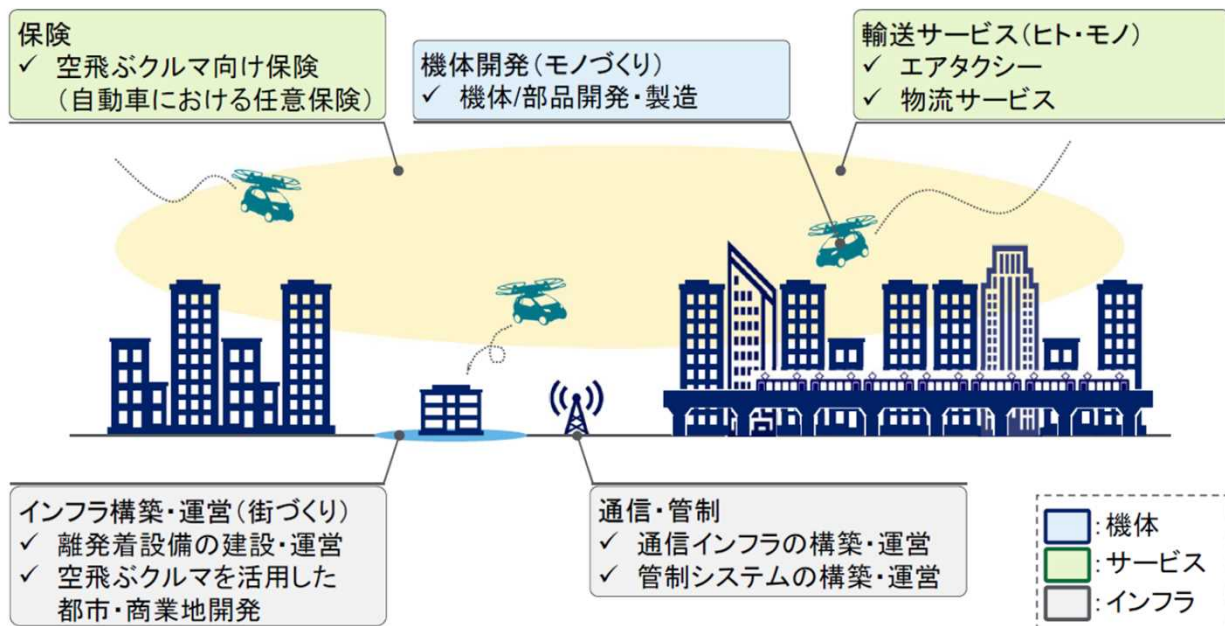 保険
✓ 空飛ぶクルマ向け保険
（自動車における任意保険）
機体開発（モノづくり）
✓ 機体/部品開発・製造
輸送サービス（ヒト・モノ）
✓ エアタクシー
✓ 物流サービス
インフラ構築・運営（街づくり）
✓ 離発着設備の建設・運営
✓ 空飛ぶクルマを活用した
都市・商業地開発
通信・管制
✓ 通信インフラの構築・運営
✓ 管制システムの構築・運営
：機体
：サービス
：インフラ